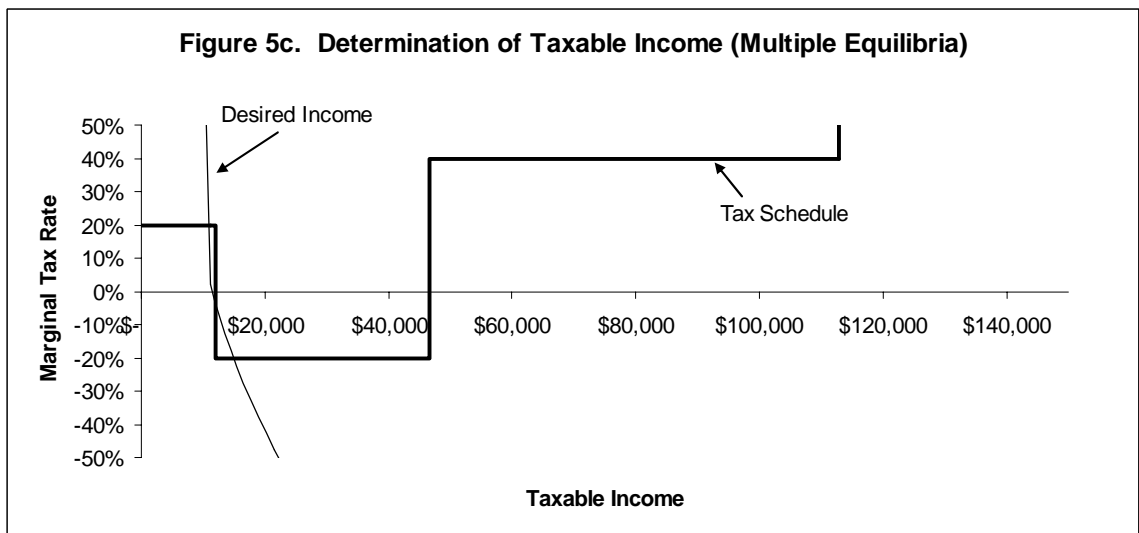 Figure 5c.  Determination of Taxable Income (Multiple Equilibria)
Desired Income
50%
40%
30%
20%
10%
0%
-10%
-20%
-30%
-40%
-50%
Marginal Tax Rate
Tax Schedule
$- $20,000 $40,000 $60,000 $80,000 $100,000 $120,000 $140,000
Taxable Income